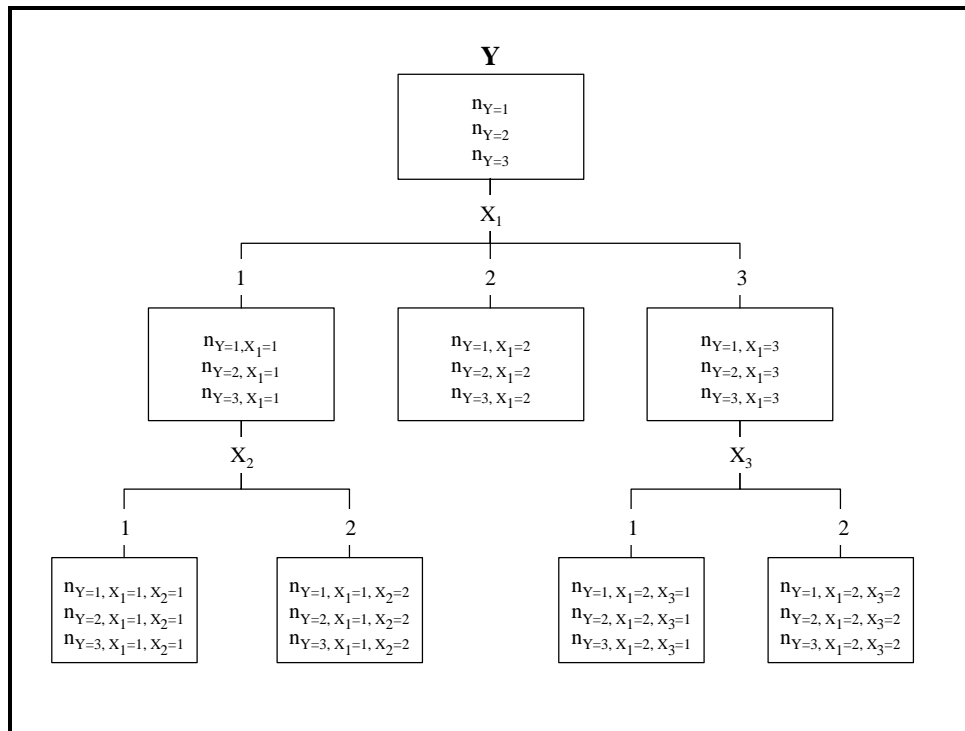 Y
n_{Y=1}
n_{Y=2}
n_{Y=3}
X_1
1 2 3
n_{Y=1,X_1=1}
n_{Y=2, X_1=1}
n_{Y=3, X_1=1}
n_{Y=1, X_1=2}
n_{Y=2, X_1=2}
n_{Y=3, X_1=2}
n_{Y=1, X_1=3}
n_{Y=2, X_1=3}
n_{Y=3, X_1=3}
X_2
X_3
1 2
1 2
n_{Y=1, X_1=1, X_2=1}
n_{Y=2, X_1=1, X_2=1}
n_{Y=3, X_1=1, X_2=1}
n_{Y=1, X_1=1, X_2=2}
n_{Y=2, X_1=1, X_2=2}
n_{Y=3, X_1=1, X_2=2}
n_{Y=1, X_1=2, X_3=1}
n_{Y=2, X_1=2, X_3=1}
n_{Y=3, X_1=2, X_3=1}
n_{Y=1, X_1=2, X_3=2}
n_{Y=2, X_1=2, X_3=2}
n_{Y=3, X_1=2, X_3=2}